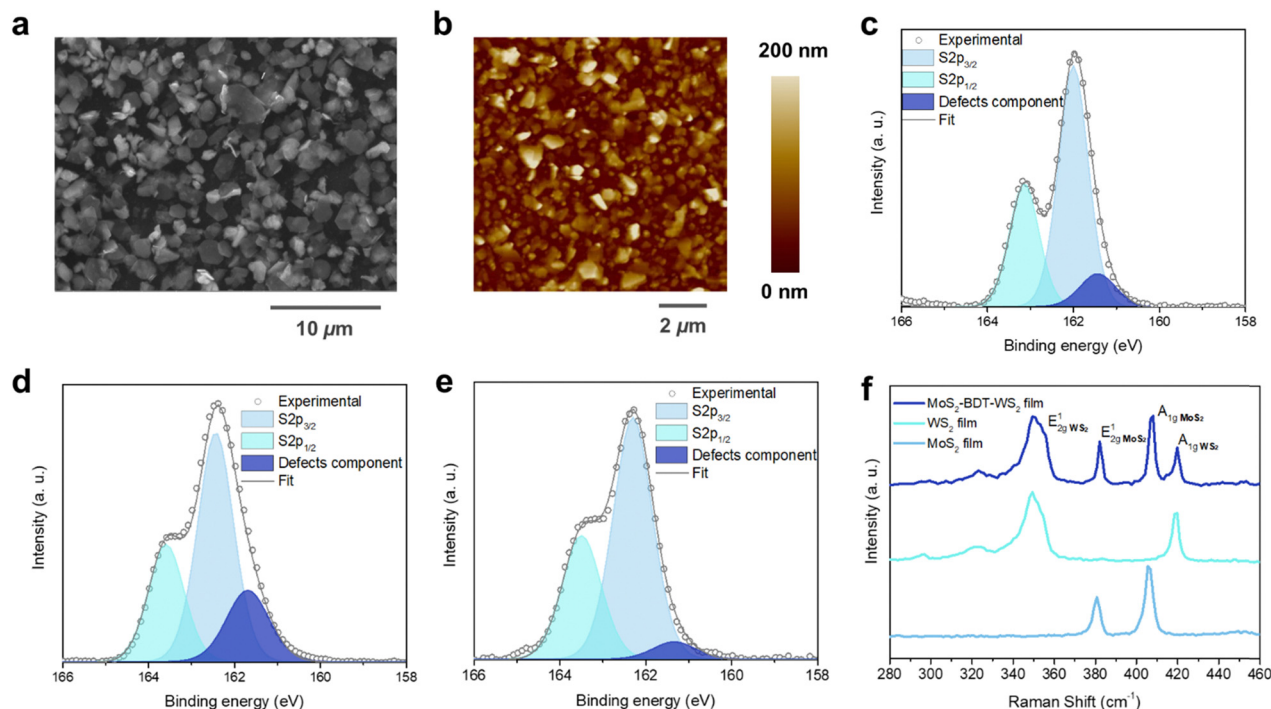 a
10 µm
b
200 nm
0 nm
2 µm
c
Experimental
S2p3/2
S2p1/2
Defects component
Fit
Intensity (a. u.)
166 164 162 160 158
Binding energy (eV)
d
Experimental
S2p3/2
S2p1/2
Defects component
Fit
Intensity (a. u.)
166 164 162 160 158
Binding energy (eV)
e
Experimental
S2p3/2
S2p1/2
Defects component
Fit
Intensity (a. u.)
166 164 162 160 158
Binding energy (eV)
f
MoS2-BDT-WS2 film
WS2 film
MoS2 film
E12g WS2
E12g MoS2
A1g MoS2
A1g WS2
Intensity (a. u.)
280 300 320 340 360 380 400 420 440 460
Raman Shift (cm-1)